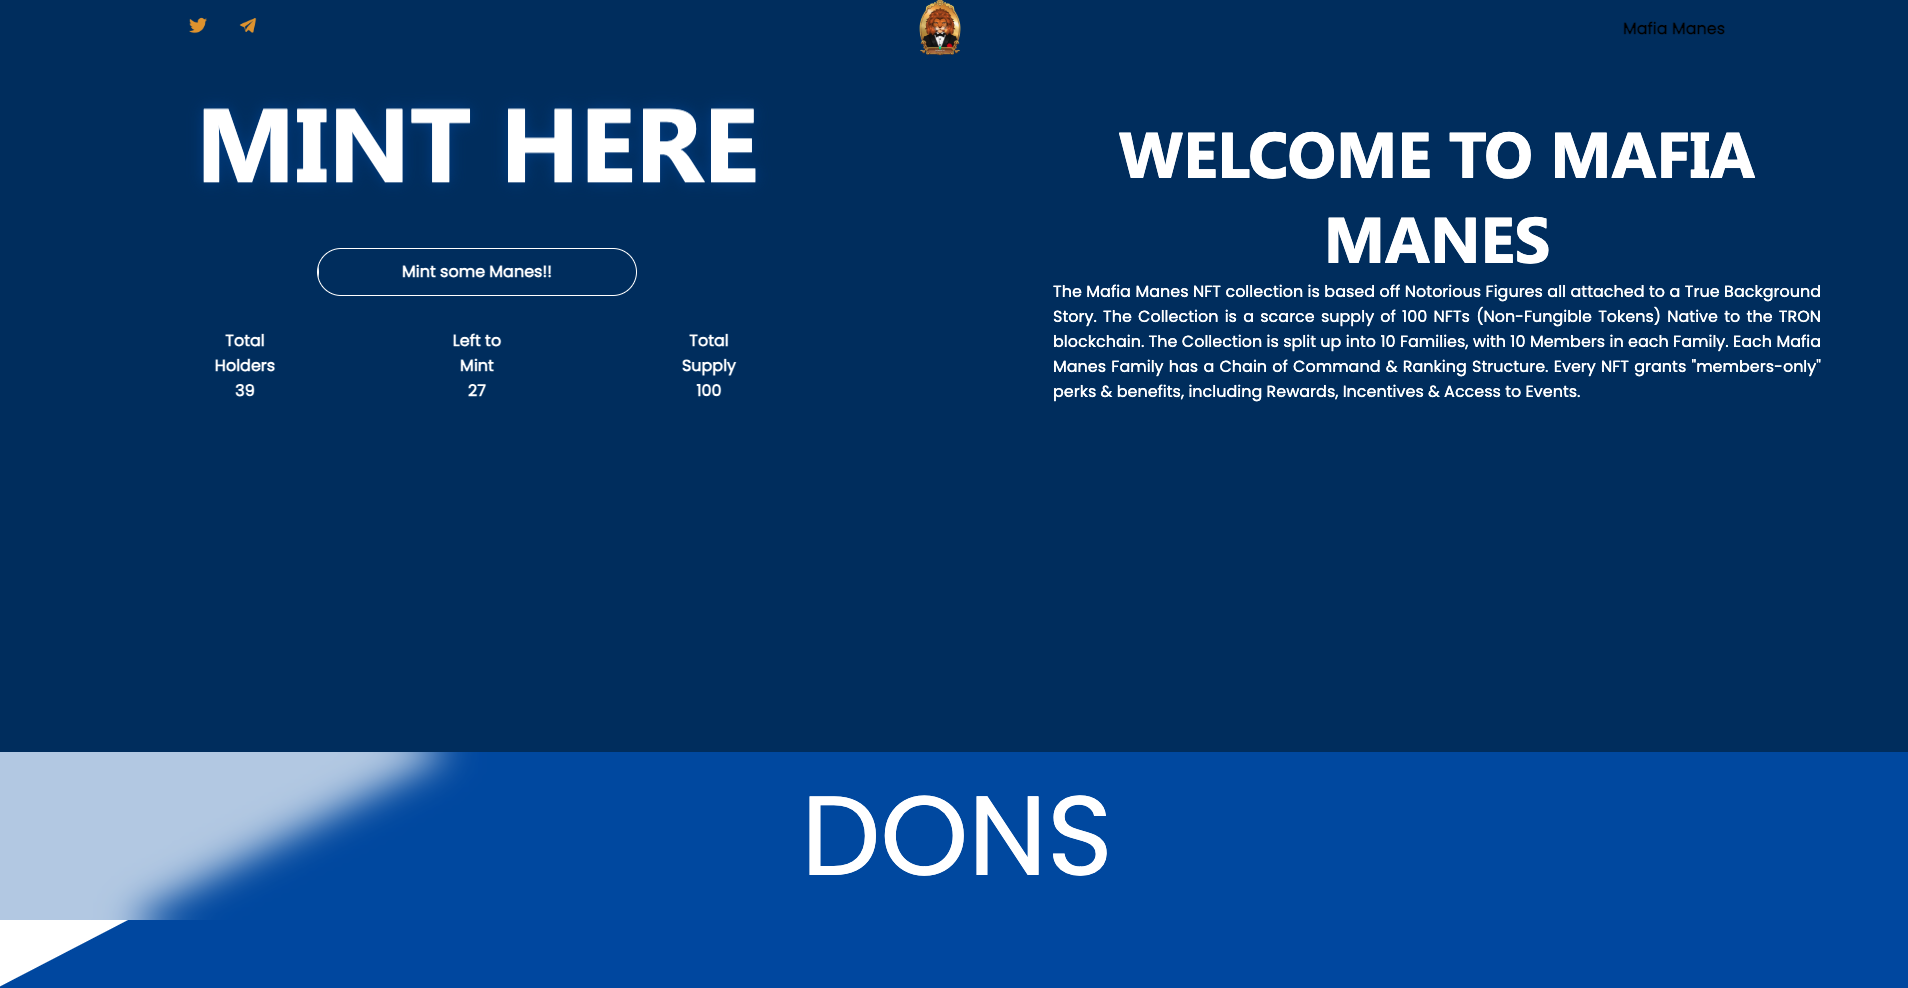 Mafia Manes
MINT HERE
Mint some Manes!!
Total
Holders
39
Left to
Mint
27
Total
Supply
100
WELCOME TO MAFIA
MANES
The Mafia Manes NFT collection is based off Notorious Figures all attached to a True Background
Story. The Collection is a scarce supply of 100 NFTs (Non-Fungible Tokens) Native to the TRON
blockchain. The Collection is split up into 10 Families, with 10 Members in each Family. Each Mafia
Manes Family has a Chain of Command & Ranking Structure. Every NFT grants "members-only"
perks & benefits, including Rewards, Incentives & Access to Events.
DONS